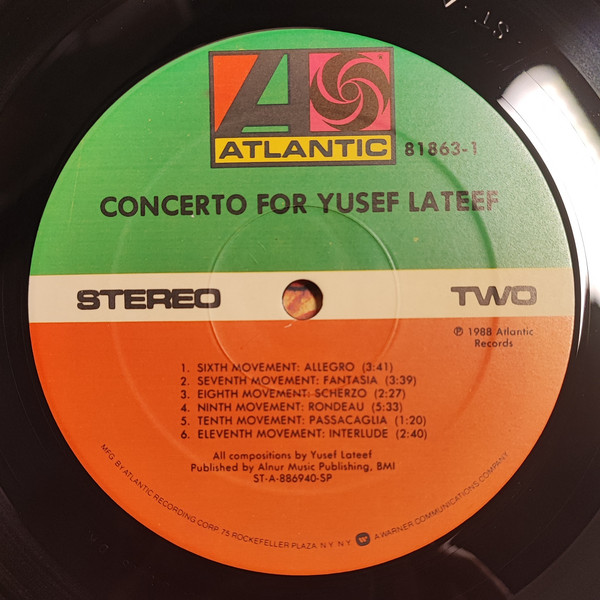 ATLANTIC
81863-1
CONCERTO FOR YUSEF LATEEF
STEREO
TWO
℗ 1988 Atlantic
Records
1. SIXTH MOVEMENT: ALLEGRO (3:41)
2. SEVENTH MOVEMENT: FANTASIA (3:39)
3. EIGHTH MOVEMENT: SCHERZO (2:27)
4. NINTH MOVEMENT: RONDEAU (5:33)
5. TENTH MOVEMENT: PASSACAGLIA (1:20)
6. ELEVENTH MOVEMENT: INTERLUDE (2:40)
All compositions by Yusef Lateef
Published by Alnur Music Publishing, BMI
ST-A-886940-SP
MFG. BY ATLANTIC RECORDING CORP. 75 ROCKEFELLER PLAZA. N.Y. N.Y. A WARNER COMMUNICATIONS COMPANY